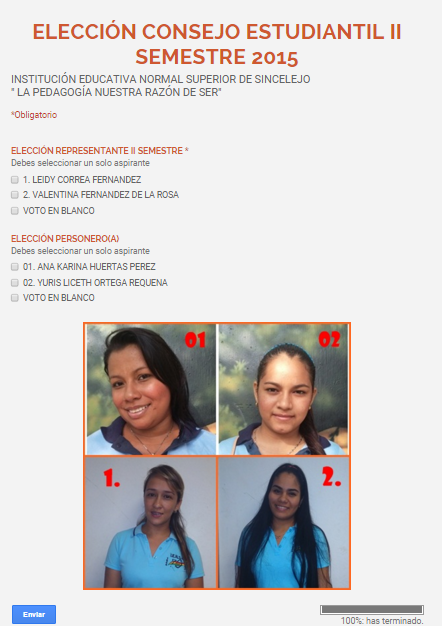 ELECCIÓN CONSEJO ESTUDIANTIL II
SEMESTRE 2015
INSTITUCIÓN EDUCATIVA NORMAL SUPERIOR DE SINCELEJO
" LA PEDAGOGÍA NUESTRA RAZÓN DE SER"
*Obligatorio
ELECCIÓN REPRESENTANTE II SEMESTRE *
Debes seleccionar un solo aspirante
1. LEIDY CORREA FERNANDEZ
2. VALENTINA FERNANDEZ DE LA ROSA
VOTO EN BLANCO
ELECCIÓN PERSONERO(A)
Debes seleccionar un solo aspirante
01. ANA KARINA HUERTAS PEREZ
02. YURIS LICETH ORTEGA REQUENA
VOTO EN BLANCO
01
02
1.
2.
Enviar
100%: has terminado.